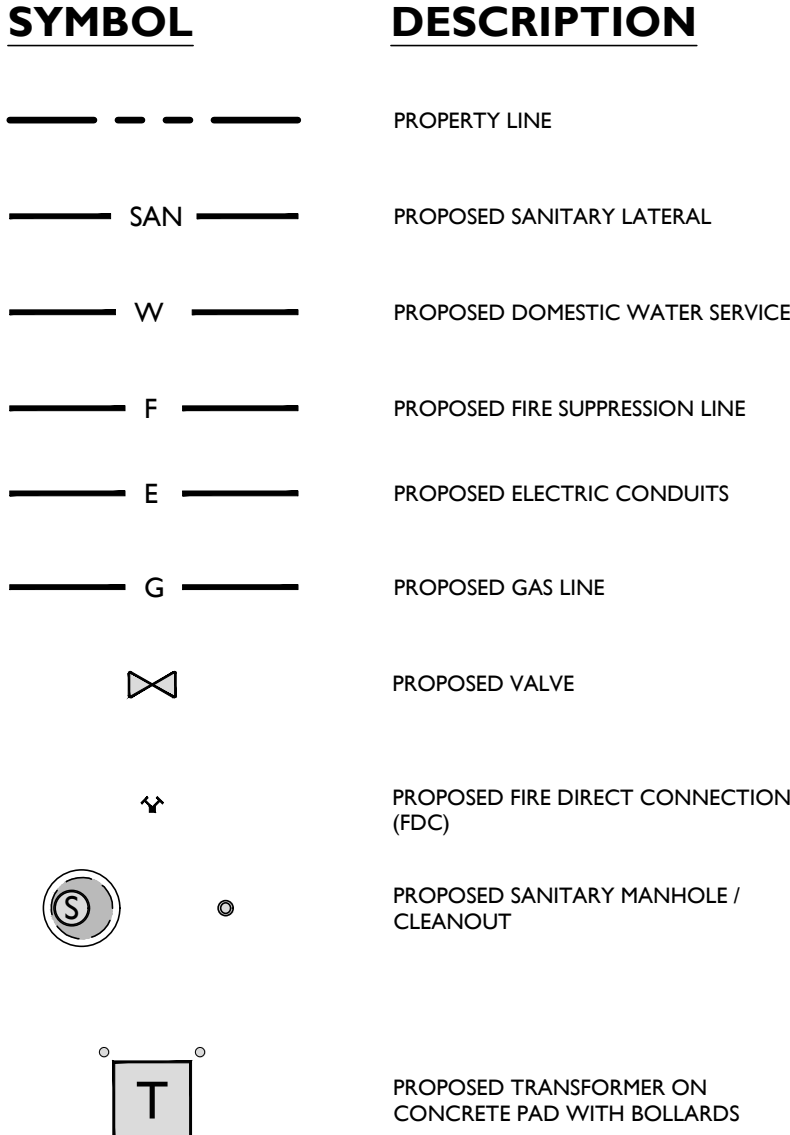 SYMBOL DESCRIPTION
PROPERTY LINE
SAN PROPOSED SANITARY LATERAL
W PROPOSED DOMESTIC WATER SERVICE
F PROPOSED FIRE SUPPRESSION LINE
E PROPOSED ELECTRIC CONDUITS
G PROPOSED GAS LINE
PROPOSED VALVE
PROPOSED FIRE DIRECT CONNECTION
(FDC)
S PROPOSED SANITARY MANHOLE /
CLEANOUT
T PROPOSED TRANSFORMER ON
CONCRETE PAD WITH BOLLARDS